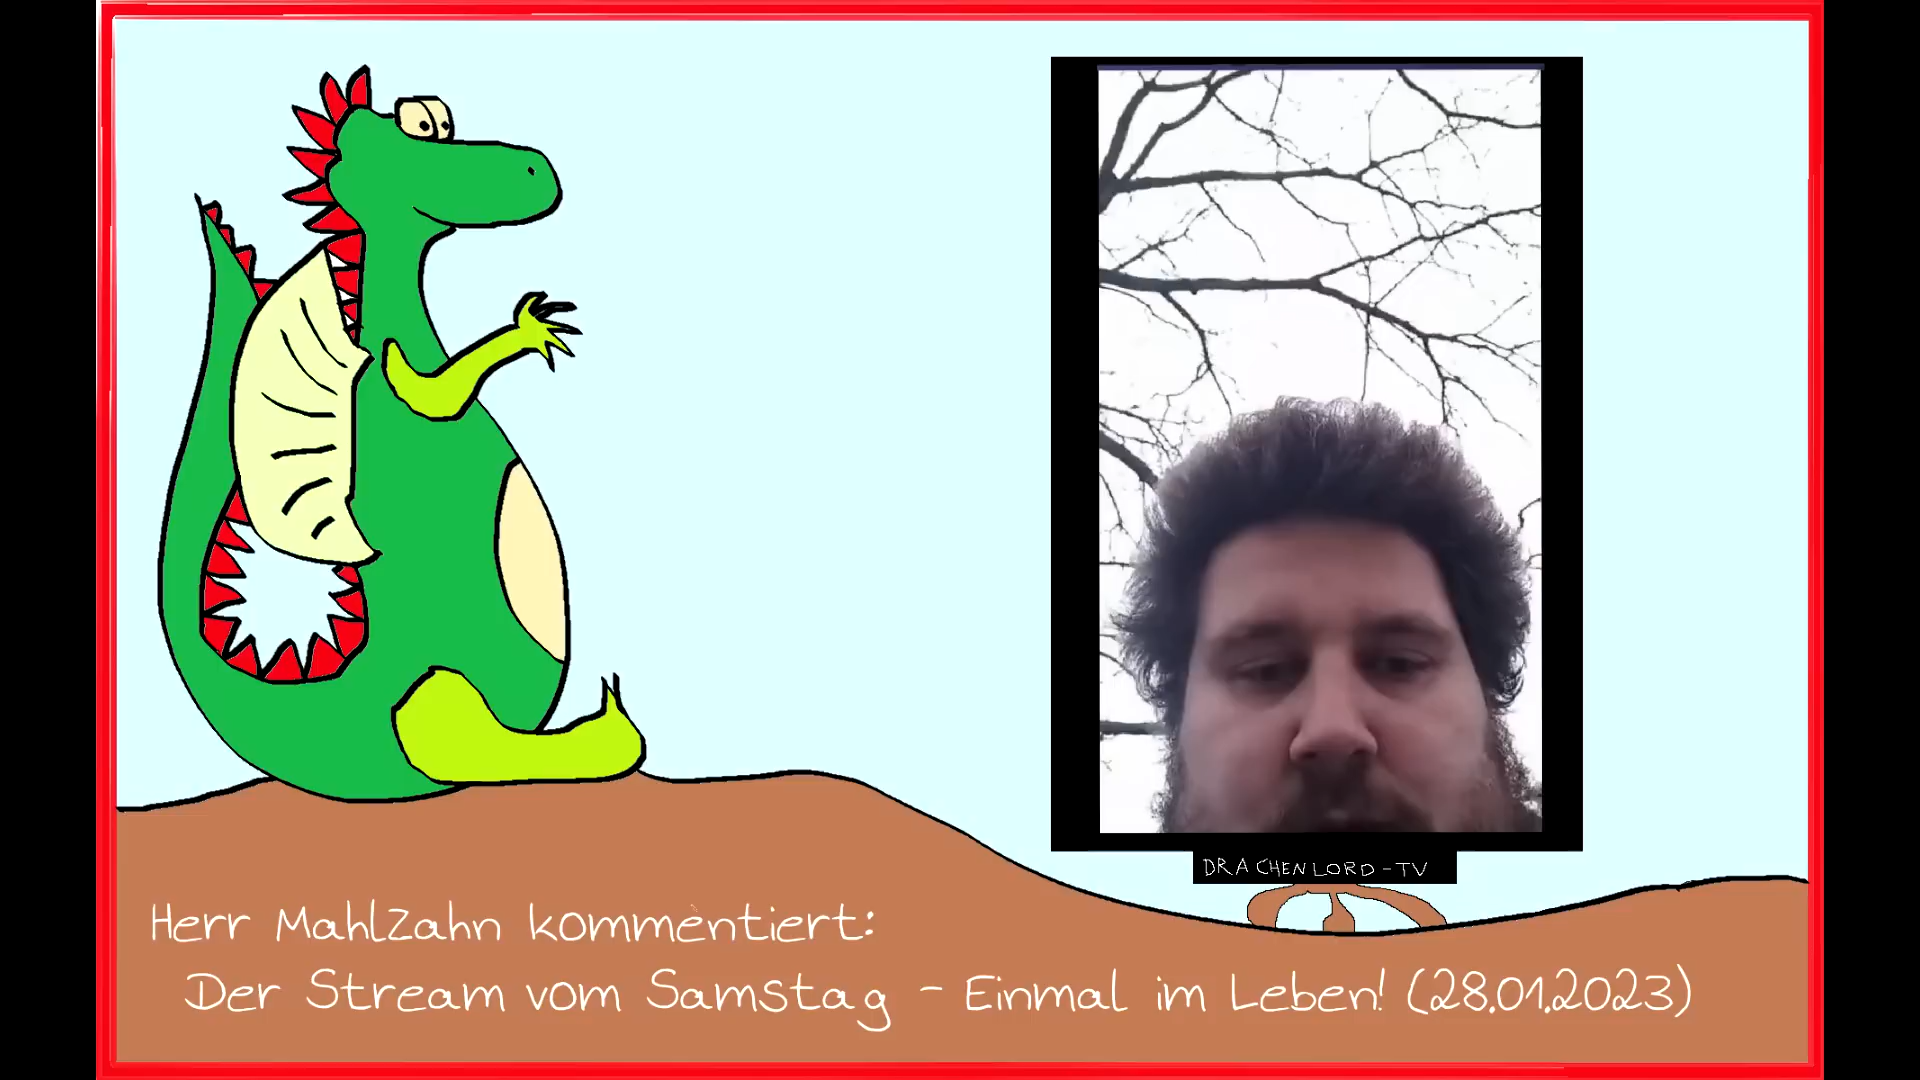 DRACHENLORD-TV
Herr Mahlzahn kommentiert:
Der Stream vom Samstag - Einmal im Leben! (28.01.2023)